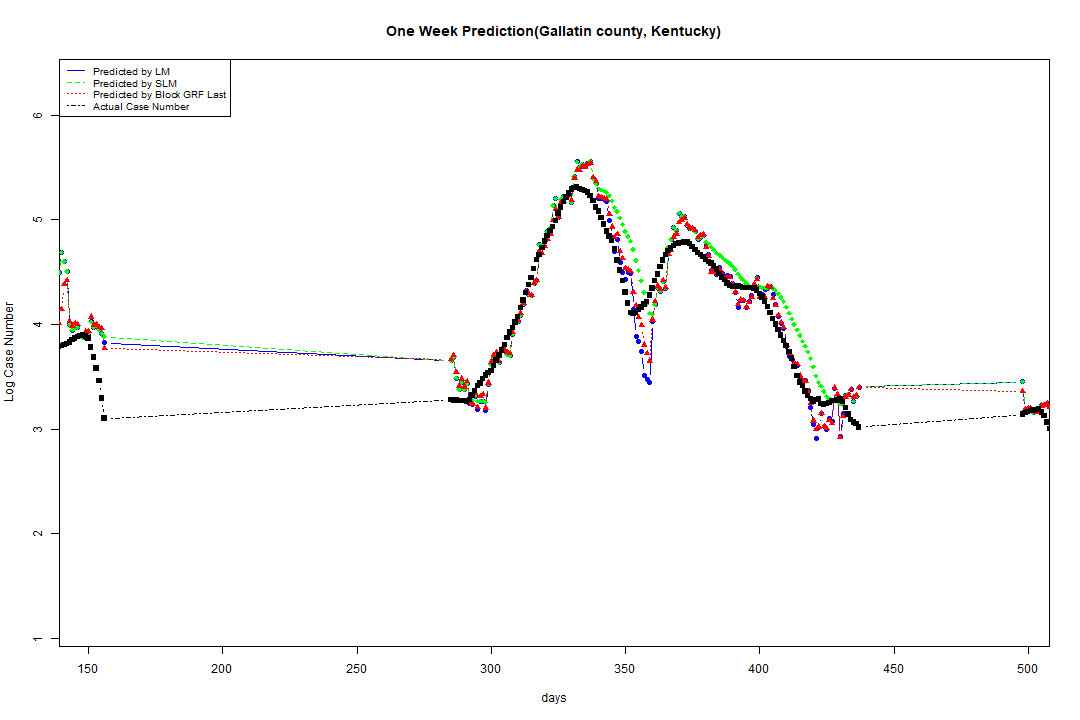 One Week Prediction(Gallatin county, Kentucky)
Predicted by LM
Predicted by SLM
Predicted by Block GRF Last
Actual Case Number
Log Case Number
6
5
4
3
2
1
150 200 250 300 350 400 450 500
days